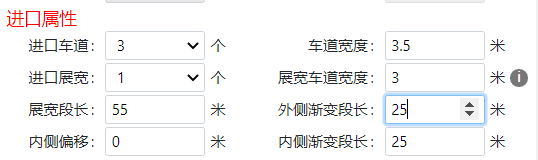 进口属性
进口车道： 3 个 车道宽度： 3.5 米
进口展宽： 1 个 展宽车道宽度： 3 米 i
展宽段长： 55 米 外侧渐变段长： 25 米
内侧偏移： 0 米 内侧渐变段长： 25 米